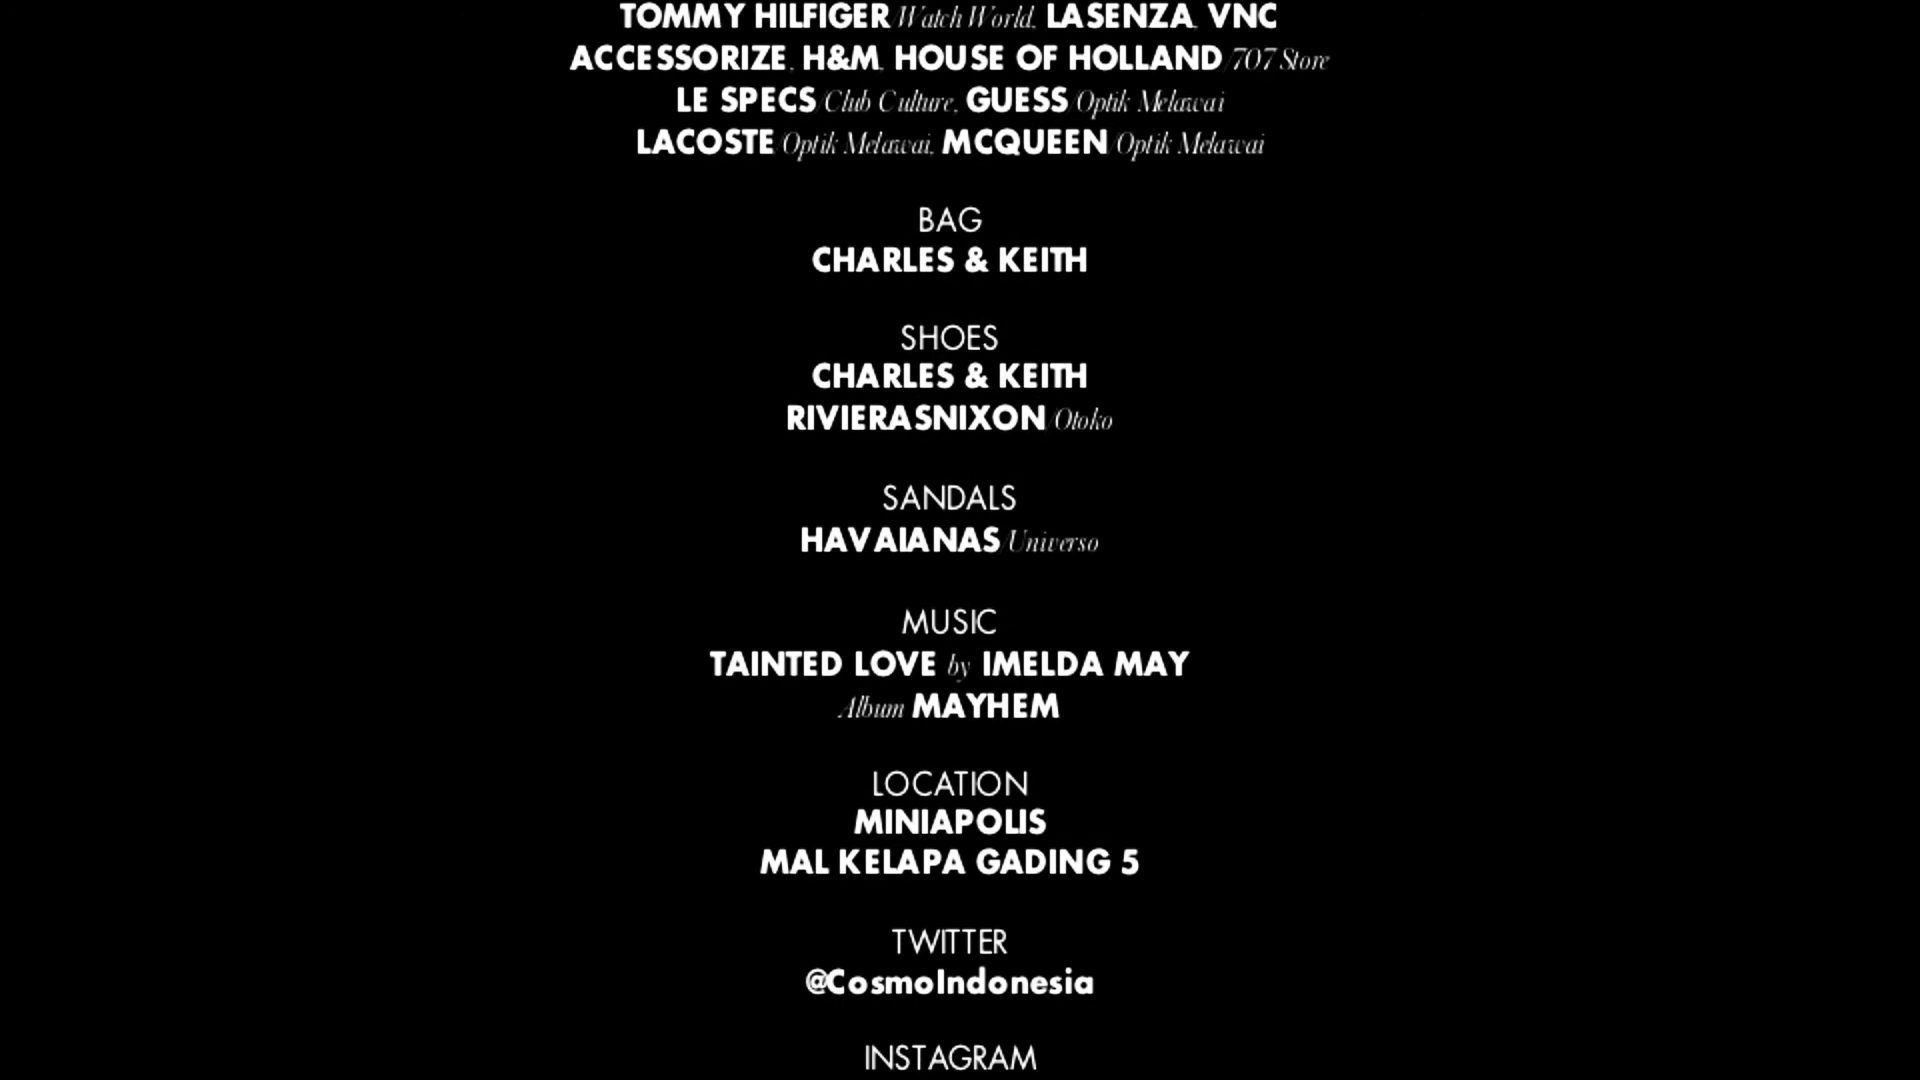 TOMMY HILFIGER/Watch World, LASENZA, VNC
ACCESSORIZE, H&M, HOUSE OF HOLLAND/707 Store
LE SPECS/Club Culture, GUESS/Optik Melawai
LACOSTE/Optik Melawai, MCQUEEN/Optik Melawai
BAG
CHARLES & KEITH
SHOES
CHARLES & KEITH
RIVIERASNIXON/Otoko
SANDALS
HAVAIANAS/Universo
MUSIC
TAINTED LOVE by IMELDA MAY
Album MAYHEM
LOCATION
MINIAPOLIS
MAL KELAPA GADING 5
TWITTER
@CosmoIndonesia
INSTAGRAM